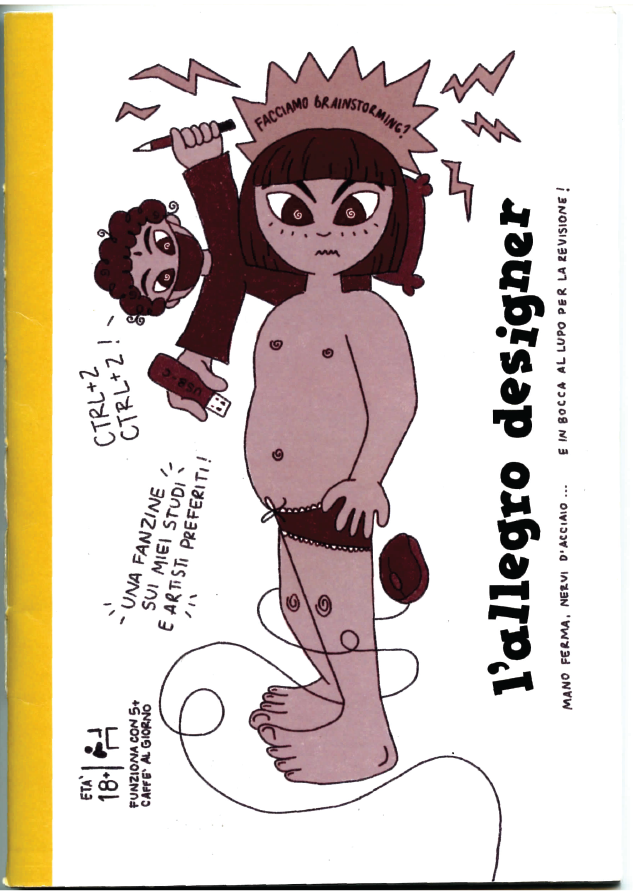 FACCIAMO BRAINSTORMING?
CTRL+Z
CTRL+Z!
USB-C
UNA FANZINE
SUI MIEI STUDI
E ARTISTI PREFERITI!
ETA'
18+
FUNZIONA CON 5+
CAFFE' AL GIORNO
l'allegro designer
MANO FERMA, NERVI D'ACCIAIO ... E IN BOCCA AL LUPO PER LA REVISIONE!